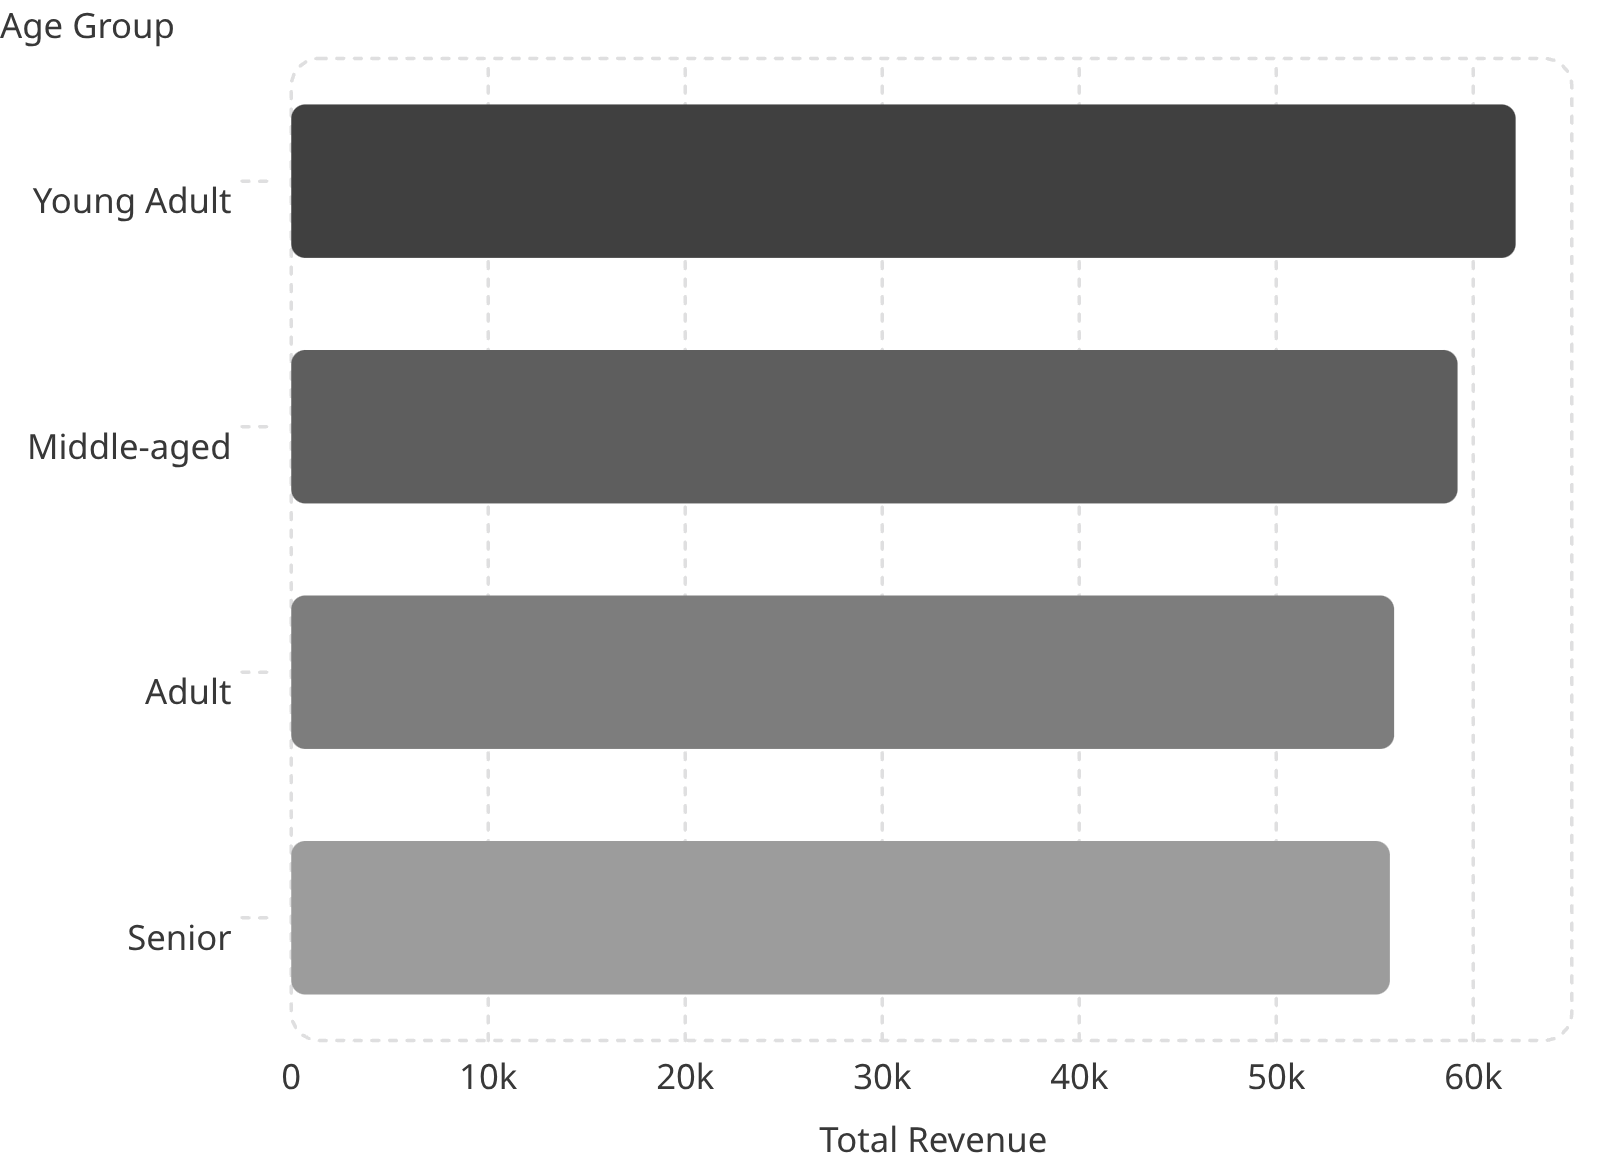 Age Group
Young Adult
Middle-aged
Adult
Senior
0 10k 20k 30k 40k 50k 60k
Total Revenue